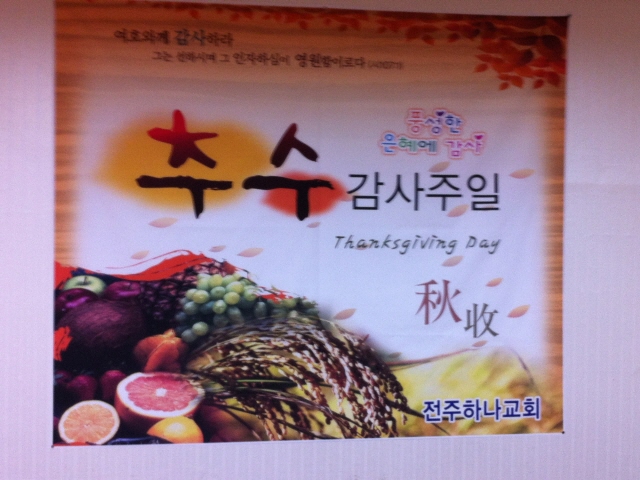 여호와께 감사하라
그는 선하시며 그 인자하심이 영원함이로다
풍성한
은혜에 감사
추수 감사주일
Thanksgiving Day
秋收
전주하나교회